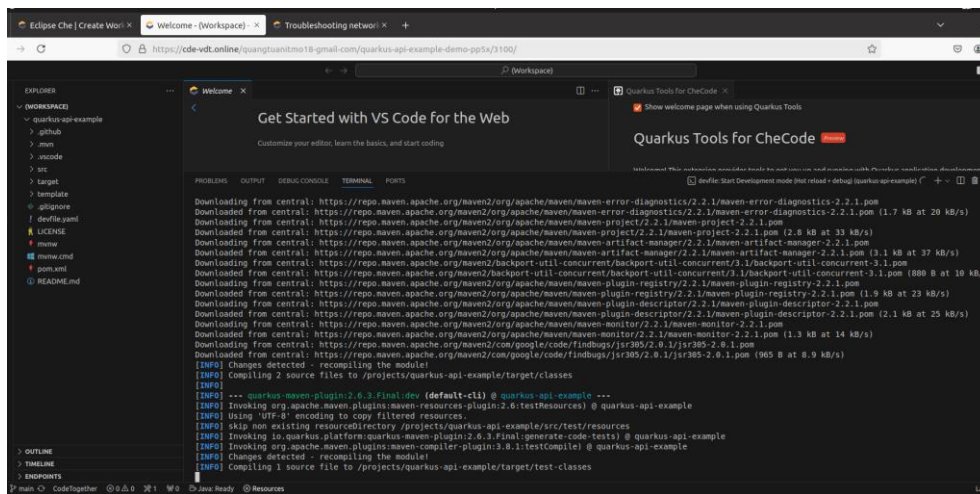 Eclipse Che | Create Work ×
Welcome - (Workspace) - ×
Troubleshooting network ×
https://cde-vdt.online/quangtuanitmo18-gmail-com/quarkus-api-example-demo-pp5x/3100/
(Workspace)
EXPLORER
(WORKSPACE)
quarkus-api-example
.github
.mvn
.vscode
src
target
template
.gitignore
devfile.yaml
LICENSE
mvnw
mvnw.cmd
pom.xml
README.md
OUTLINE
TIMELINE
ENDPOINTS
Welcome ×
Get Started with VS Code for the Web
Customize your editor, learn the basics, and start coding
Quarkus Tools for CheCode ×
Show welcome page when using Quarkus Tools
Quarkus Tools for CheCode Preview
Welcome! This extension provides tools to get you up and running with Quarkus application development
PROBLEMS OUTPUT DEBUG CONSOLE TERMINAL PORTS
devfile: Start Development mode (Hot reload + debug) (quarkus-api-example)
Downloading from central: https://repo.maven.apache.org/maven2/org/apache/maven/maven-error-diagnostics/2.2.1/maven-error-diagnostics-2.2.1.pom
Downloaded from central: https://repo.maven.apache.org/maven2/org/apache/maven/maven-error-diagnostics/2.2.1/maven-error-diagnostics-2.2.1.pom (1.7 kB at 20 kB/s)
Downloading from central: https://repo.maven.apache.org/maven2/org/apache/maven/maven-project/2.2.1/maven-project-2.2.1.pom
Downloaded from central: https://repo.maven.apache.org/maven2/org/apache/maven/maven-project/2.2.1/maven-project-2.2.1.pom (2.8 kB at 33 kB/s)
Downloading from central: https://repo.maven.apache.org/maven2/org/apache/maven/maven-artifact-manager/2.2.1/maven-artifact-manager-2.2.1.pom
Downloaded from central: https://repo.maven.apache.org/maven2/org/apache/maven/maven-artifact-manager/2.2.1/maven-artifact-manager-2.2.1.pom (3.1 kB at 37 kB/s)
Downloading from central: https://repo.maven.apache.org/maven2/backport-util-concurrent/backport-util-concurrent/3.1/backport-util-concurrent-3.1.pom
Downloaded from central: https://repo.maven.apache.org/maven2/backport-util-concurrent/backport-util-concurrent/3.1/backport-util-concurrent-3.1.pom (880 B at 10 kB/
Downloading from central: https://repo.maven.apache.org/maven2/org/apache/maven/maven-plugin-registry/2.2.1/maven-plugin-registry-2.2.1.pom
Downloaded from central: https://repo.maven.apache.org/maven2/org/apache/maven/maven-plugin-registry/2.2.1/maven-plugin-registry-2.2.1.pom (1.9 kB at 23 kB/s)
Downloading from central: https://repo.maven.apache.org/maven2/org/apache/maven/maven-plugin-descriptor/2.2.1/maven-plugin-descriptor-2.2.1.pom
Downloaded from central: https://repo.maven.apache.org/maven2/org/apache/maven/maven-plugin-descriptor/2.2.1/maven-plugin-descriptor-2.2.1.pom (2.1 kB at 25 kB/s)
Downloading from central: https://repo.maven.apache.org/maven2/org/apache/maven/maven-monitor/2.2.1/maven-monitor-2.2.1.pom
Downloaded from central: https://repo.maven.apache.org/maven2/org/apache/maven/maven-monitor/2.2.1/maven-monitor-2.2.1.pom (1.3 kB at 14 kB/s)
Downloading from central: https://repo.maven.apache.org/maven2/com/google/code/findbugs/jsr305/2.0.1/jsr305-2.0.1.pom
Downloaded from central: https://repo.maven.apache.org/maven2/com/google/code/findbugs/jsr305/2.0.1/jsr305-2.0.1.pom (965 B at 8.9 kB/s)
[INFO] Changes detected - recompiling the module!
[INFO] Compiling 2 source files to /projects/quarkus-api-example/target/classes
[INFO]
[INFO] --- quarkus-maven-plugin:2.6.3.Final:dev (default-cli) @ quarkus-api-example ---
[INFO] Invoking org.apache.maven.plugins:maven-resources-plugin:2.6:testResources) @ quarkus-api-example
[INFO] Using 'UTF-8' encoding to copy filtered resources.
[INFO] skip non existing resourceDirectory /projects/quarkus-api-example/src/test/resources
[INFO] Invoking io.quarkus.platform:quarkus-maven-plugin:2.6.3.Final:generate-code-tests) @ quarkus-api-example
[INFO] Invoking org.apache.maven.plugins:maven-compiler-plugin:3.8.1:testCompile) @ quarkus-api-example
[INFO] Changes detected - recompiling the module!
[INFO] Compiling 1 source file to /projects/quarkus-api-example/target/test-classes
main CodeTogether 0 0 1 0 Java: Ready Resources